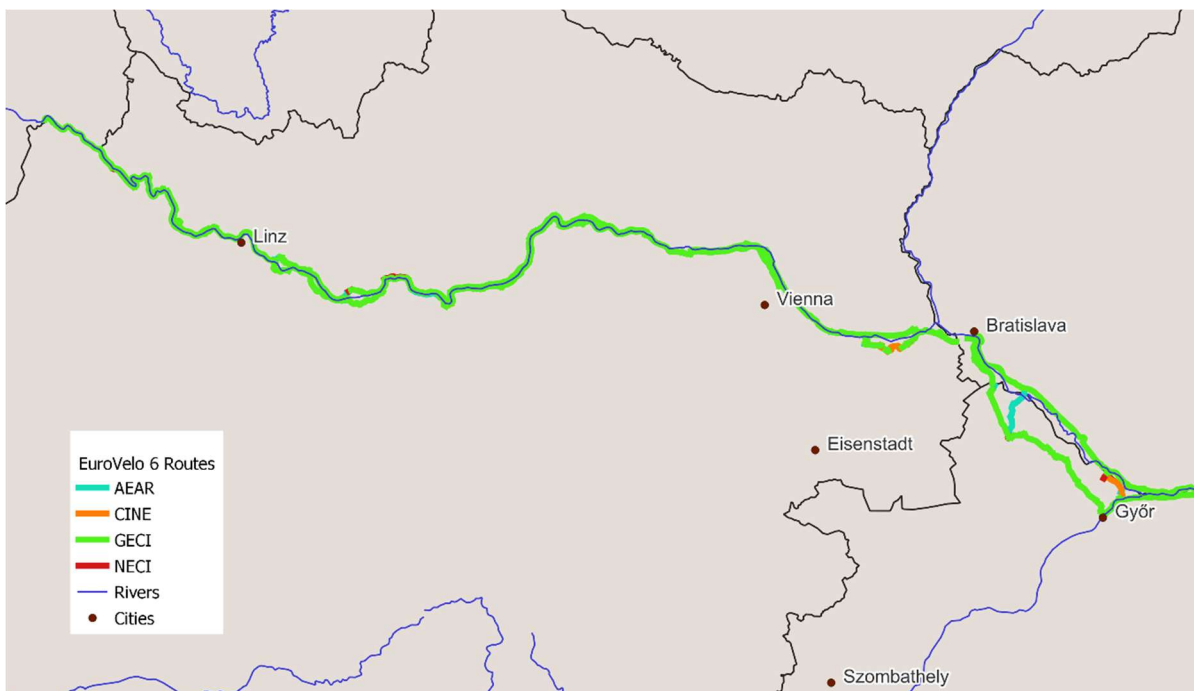 Linz
Vienna
Bratislava
Eisenstadt
Győr
Szombathely
EuroVelo 6 Routes
AEAR
CINE
GECI
NECI
Rivers
Cities